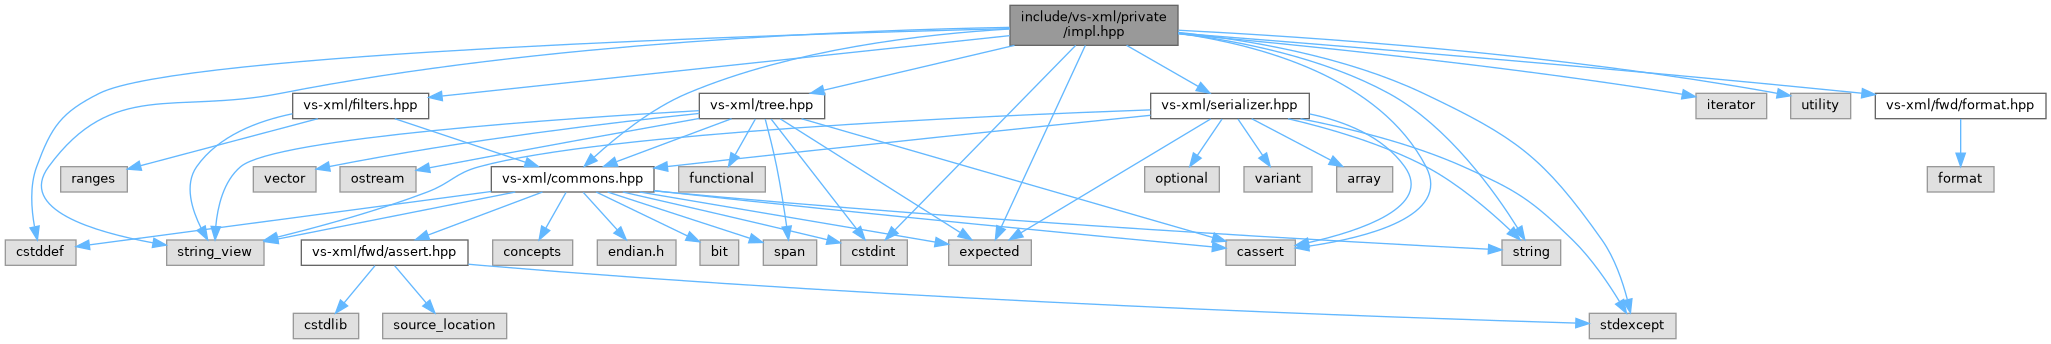 include/vs-xml/private
/impl.hpp
vs-xml/filters.hpp
vs-xml/tree.hpp
vs-xml/serializer.hpp
iterator
utility
vs-xml/fwd/format.hpp
ranges
vector
ostream
vs-xml/commons.hpp
functional
optional
variant
array
format
cstddef
string_view
vs-xml/fwd/assert.hpp
concepts
endian.h
bit
span
cstdint
expected
cassert
string
cstdlib
source_location
stdexcept